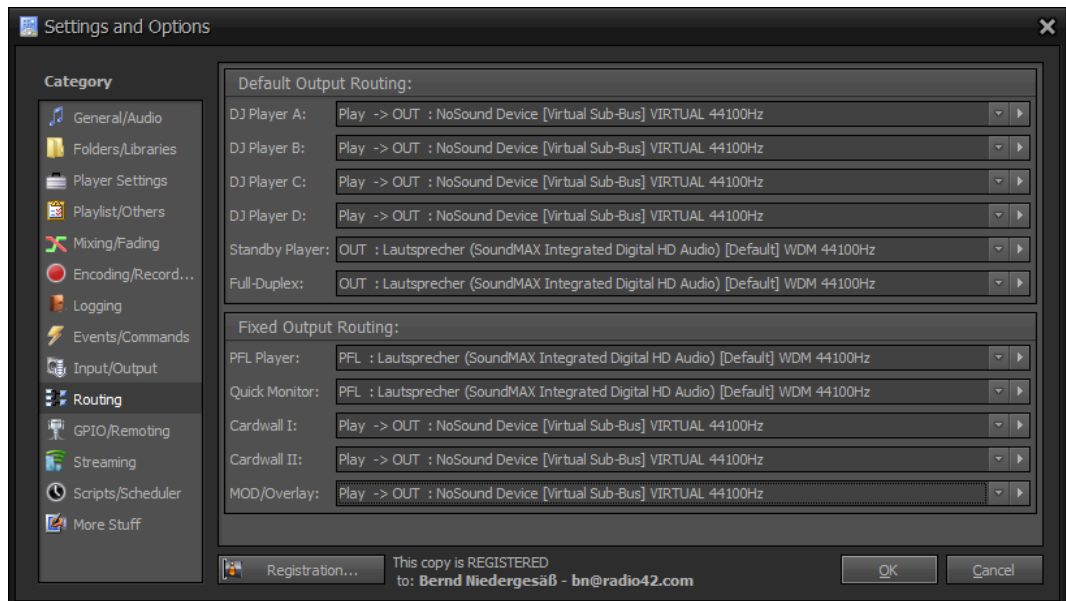 Settings and Options
Category
General/Audio
Folders/Libraries
Player Settings
Playlist/Others
Mixing/Fading
Encoding/Record...
Logging
Events/Commands
Input/Output
Routing
GPIO/Remoting
Streaming
Scripts/Scheduler
More Stuff
Default Output Routing:
DJ Player A: Play -> OUT : NoSound Device [Virtual Sub-Bus] VIRTUAL 44100Hz
DJ Player B: Play -> OUT : NoSound Device [Virtual Sub-Bus] VIRTUAL 44100Hz
DJ Player C: Play -> OUT : NoSound Device [Virtual Sub-Bus] VIRTUAL 44100Hz
DJ Player D: Play -> OUT : NoSound Device [Virtual Sub-Bus] VIRTUAL 44100Hz
Standby Player: OUT : Lautsprecher (SoundMAX Integrated Digital HD Audio) [Default] WDM 44100Hz
Full-Duplex: OUT : Lautsprecher (SoundMAX Integrated Digital HD Audio) [Default] WDM 44100Hz
Fixed Output Routing:
PFL Player: PFL : Lautsprecher (SoundMAX Integrated Digital HD Audio) [Default] WDM 44100Hz
Quick Monitor: PFL : Lautsprecher (SoundMAX Integrated Digital HD Audio) [Default] WDM 44100Hz
Cardwall I: Play -> OUT : NoSound Device [Virtual Sub-Bus] VIRTUAL 44100Hz
Cardwall II: Play -> OUT : NoSound Device [Virtual Sub-Bus] VIRTUAL 44100Hz
MOD/Overlay: Play -> OUT : NoSound Device [Virtual Sub-Bus] VIRTUAL 44100Hz
Registration...
This copy is REGISTERED
to: Bernd Niedergesäß - bn@radio42.com
OK
Cancel